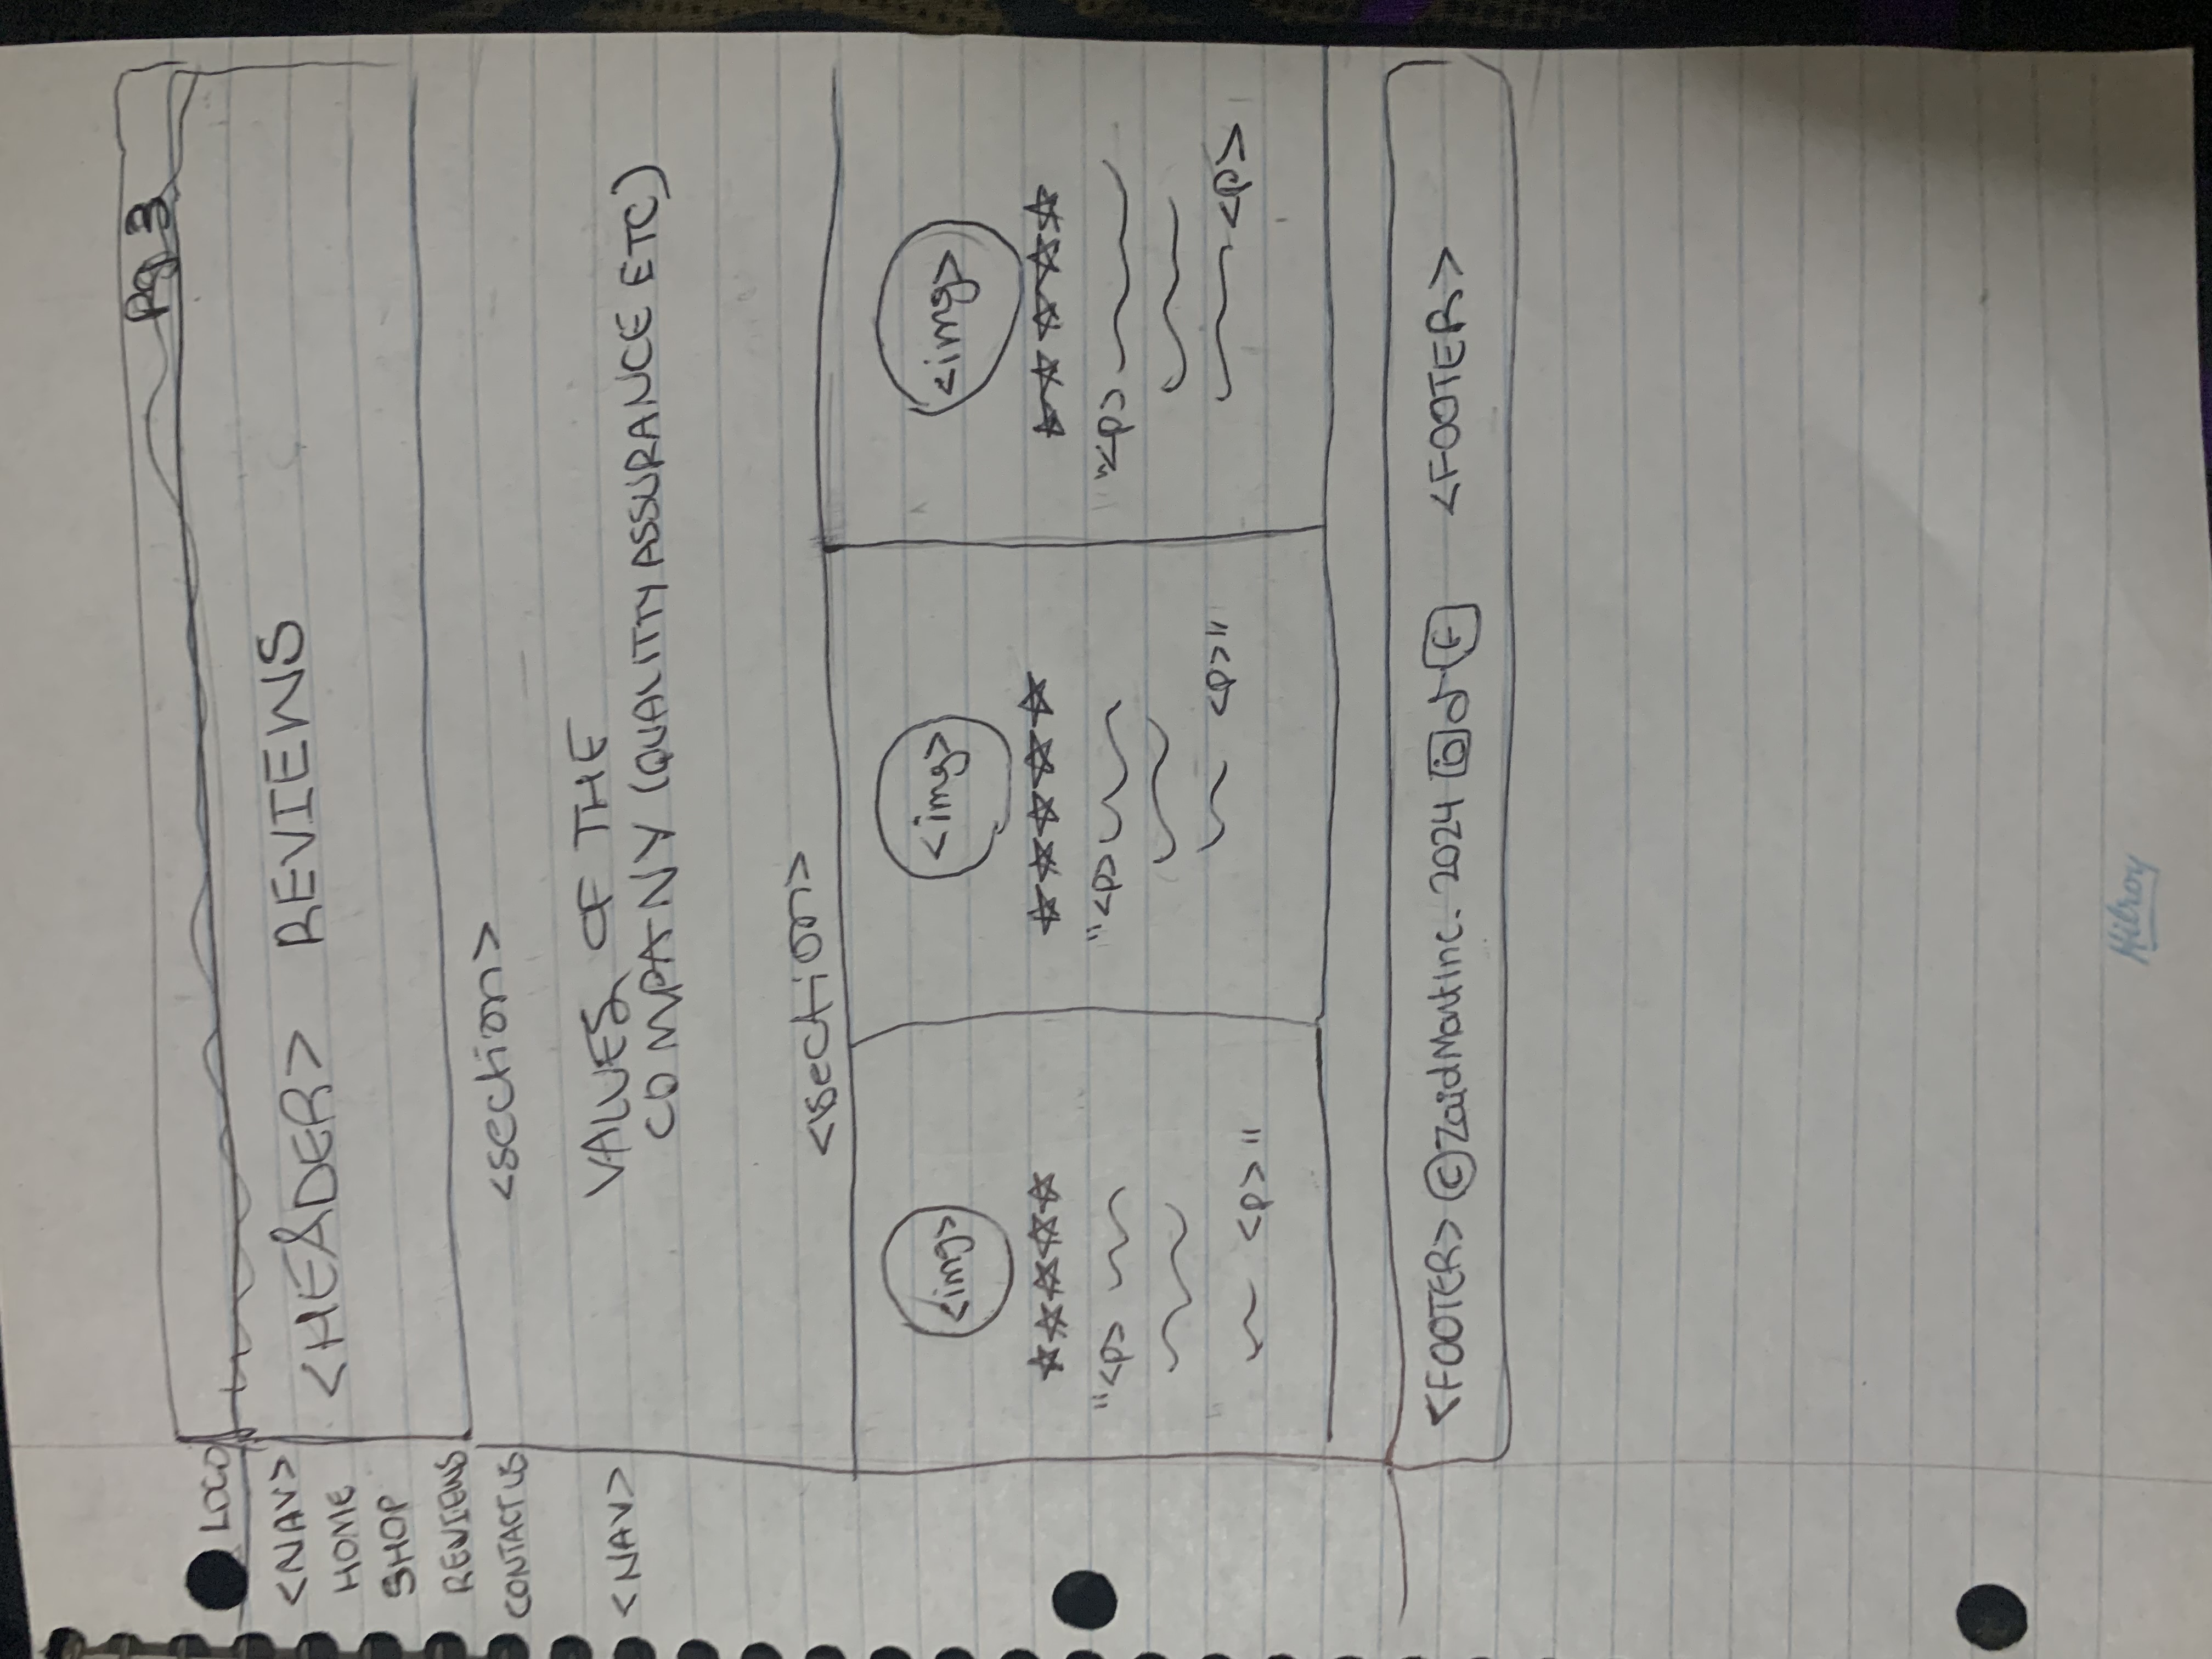 Pg 3
LOGO
<NAV>
HOME
SHOP
REVIEWS
CONTACT US
<NAV>
<HEADER> REVIEWS
<section>
VALUES OF THE
COMPANY (QUALITTY ASSURANCE ETC)
<section>
<img> <img> <img>
"<p> "<p> "<p>
<p>" <p>" <p>
<FOOTER> ©ZaidMartInc. 2024 F <FOOTER>
Hilroy